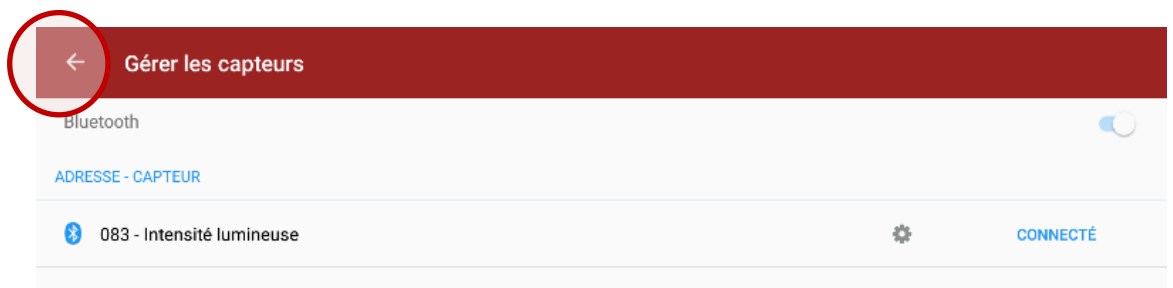 Gérer les capteurs
Bluetooth
ADRESSE - CAPTEUR
083 - Intensité lumineuse CONNECTÉ